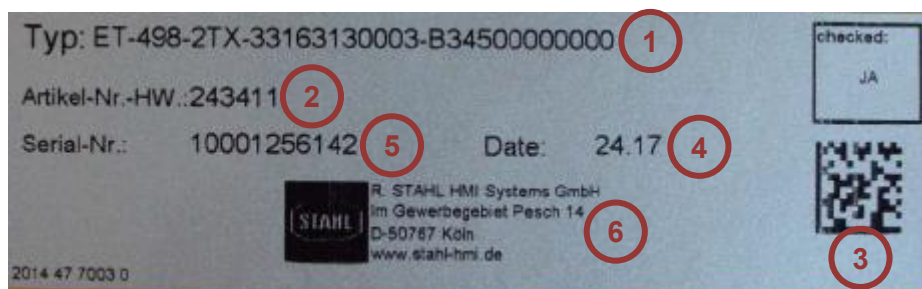 Typ: ET-498-2TX-33163130003-B34500000000 1
checked:
JA
Artikel-Nr.-HW.:243411 2
Serial-Nr.: 10001256142 5 Date: 24.17 4
STAHL
R. STAHL HMI Systems GmbH
Im Gewerbegebiet Pesch 14
D-50767 Köln
www.stahl-hmi.de
6
3
2014 47 7003 0